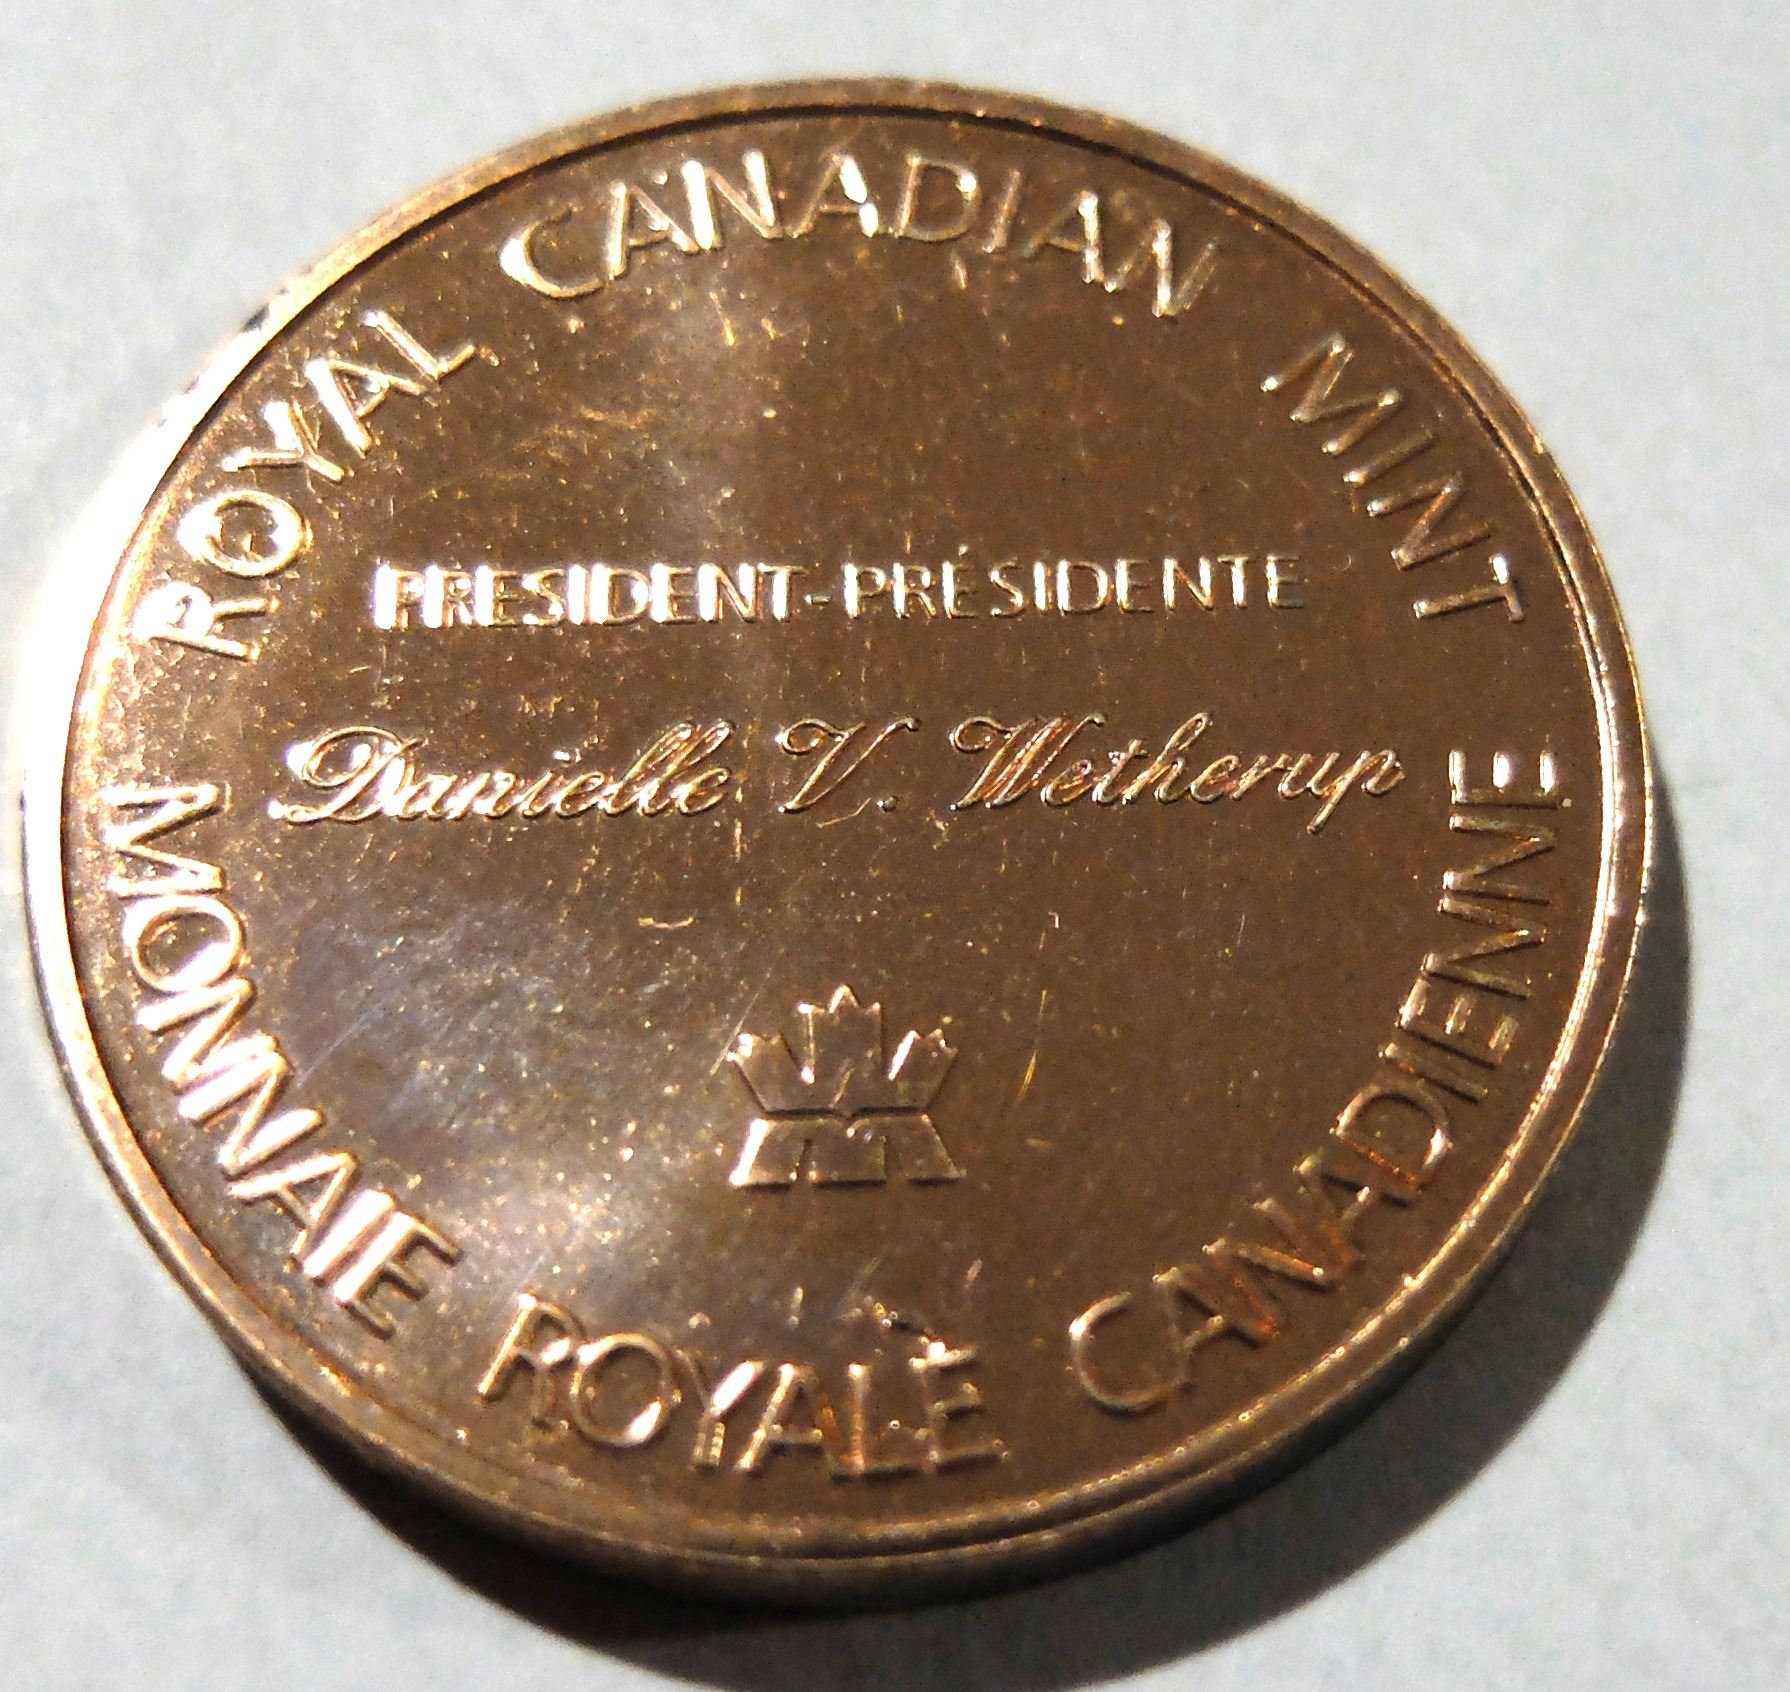 ROYAL CANADIAN MINT
PRESIDENT-PRÉSIDENTE
Danielle V. Wetherup
MONNAIE ROYALE CANADIENNE